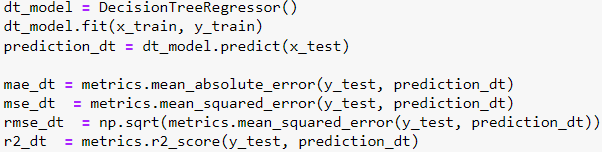 dt_model = DecisionTreeRegressor()
dt_model.fit(x_train, y_train)
prediction_dt = dt_model.predict(x_test)
mae_dt = metrics.mean_absolute_error(y_test, prediction_dt)
mse_dt  = metrics.mean_squared_error(y_test, prediction_dt)
rmse_dt  = np.sqrt(metrics.mean_squared_error(y_test, prediction_dt))
r2_dt  = metrics.r2_score(y_test, prediction_dt)